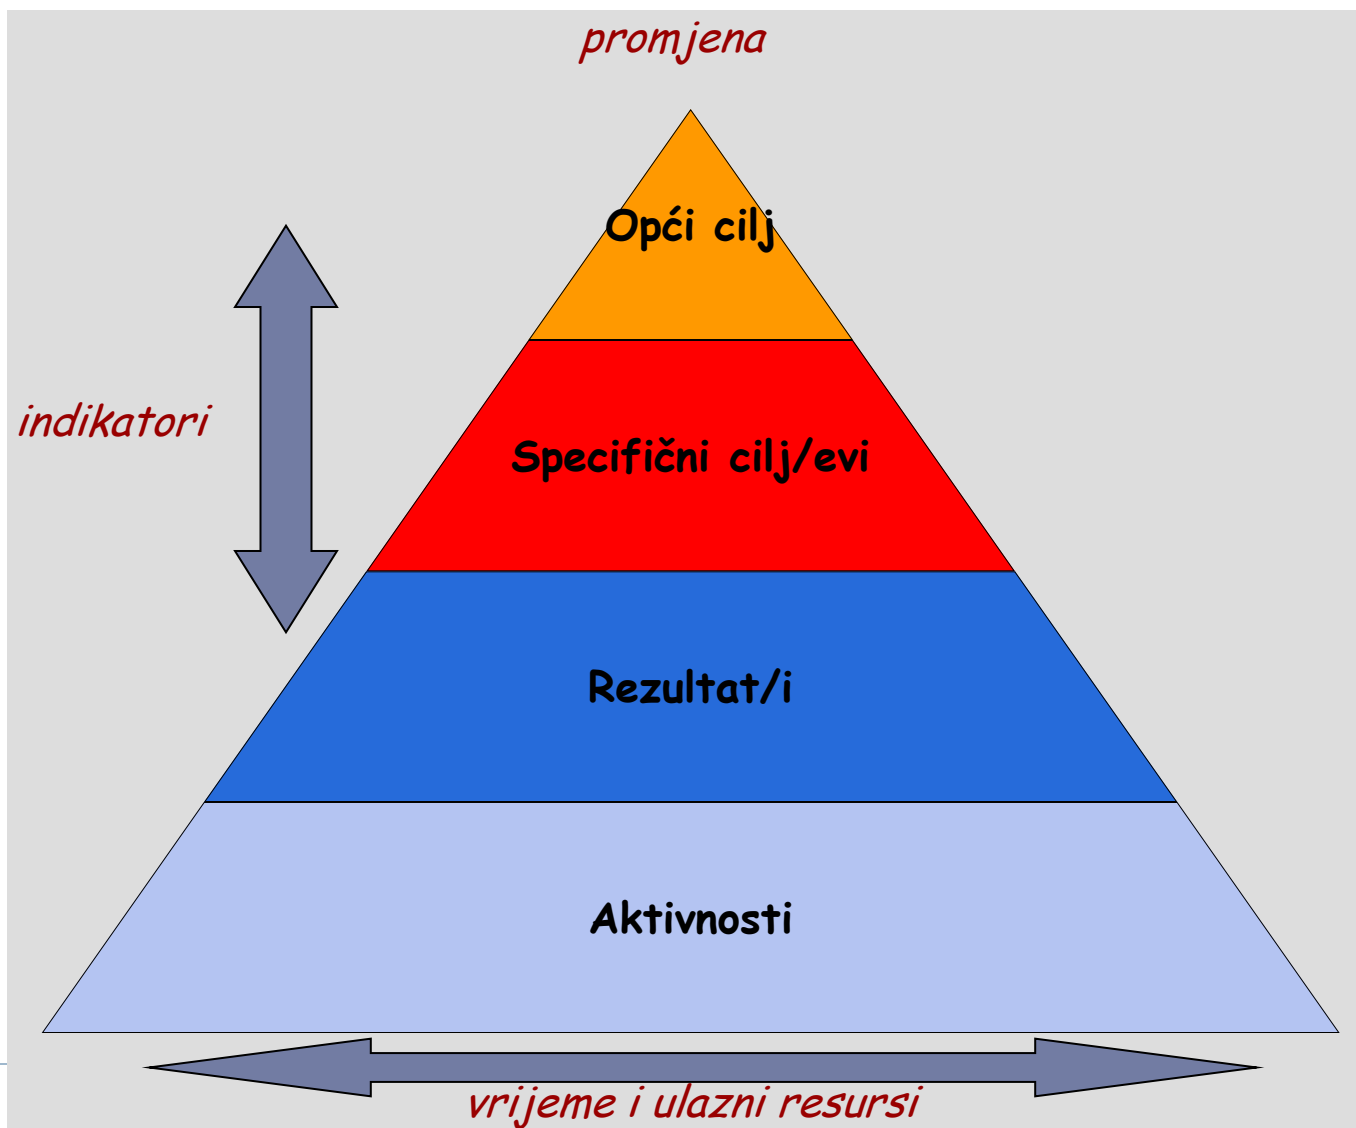 promjena
Opći cilj
indikatori
Specifični cilj/evi
Rezultat/i
Aktivnosti
vrijeme i ulazni resursi